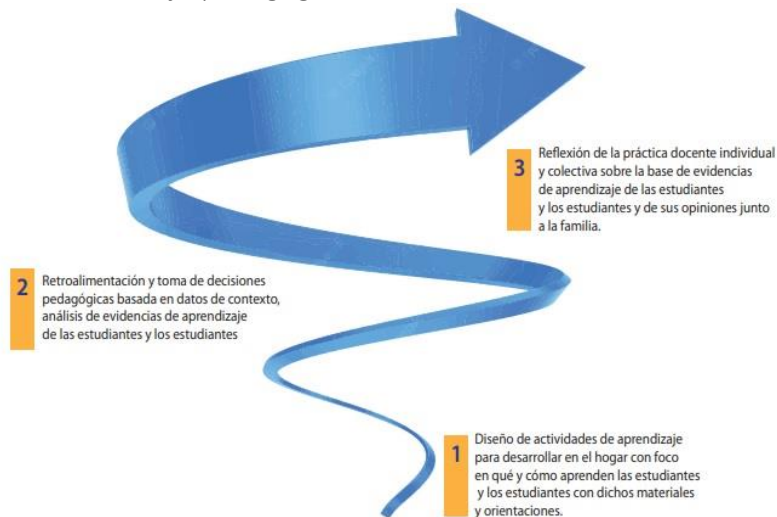 3
Reflexión de la práctica docente individual
y colectiva sobre la base de evidencias
de aprendizaje de las estudiantes
y los estudiantes y de sus opiniones junto
a la familia.
2
Retroalimentación y toma de decisiones
pedagógicas basada en datos de contexto,
análisis de evidencias de aprendizaje
de las estudiantes y los estudiantes
1
Diseño de actividades de aprendizaje
para desarrollar en el hogar con foco
en qué y cómo aprenden las estudiantes
y los estudiantes con dichos materiales
y orientaciones.